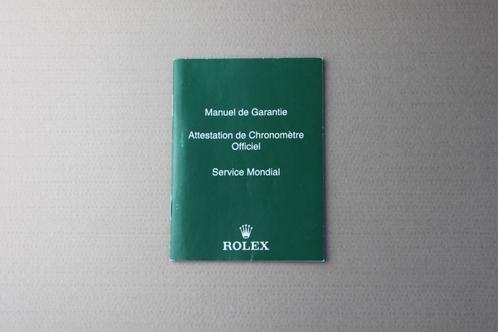 Manuel de Garantie
Attestation de Chronomètre
Officiel
Service Mondial
ROLEX